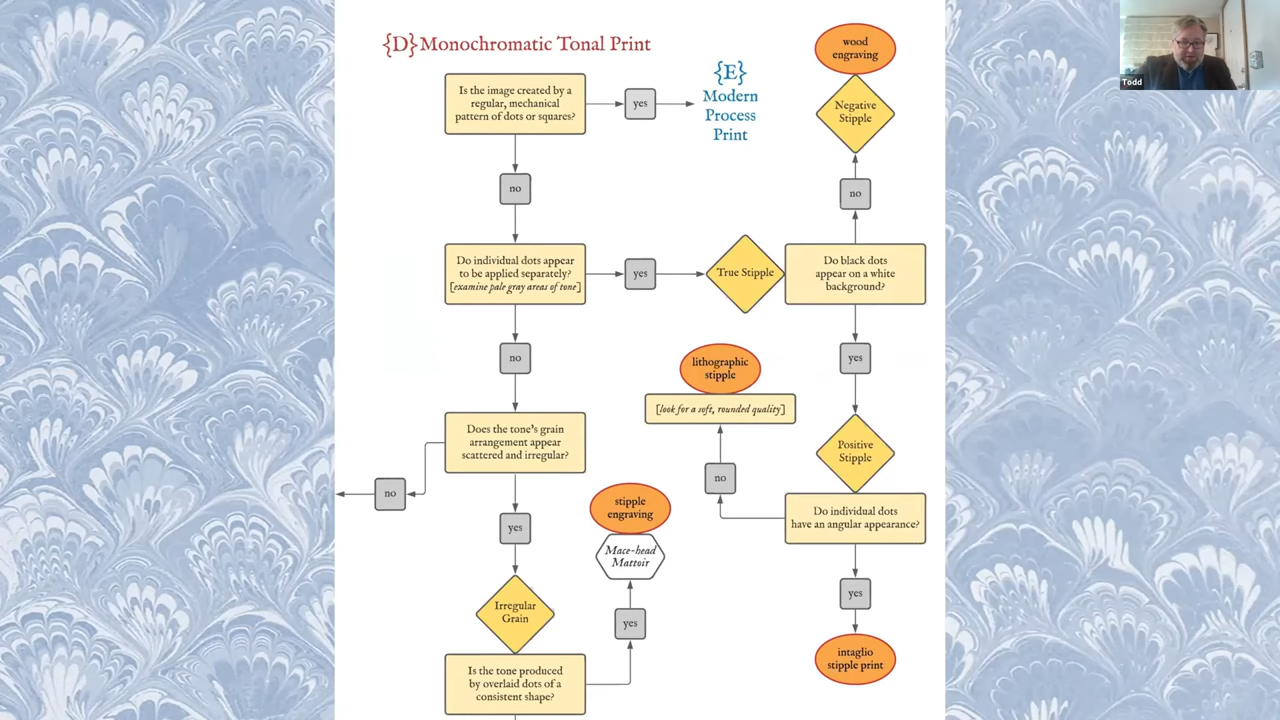 {D}Monochromatic Tonal Print
Is the image created by a
regular, mechanical
pattern of dots or squares?
yes
{E}
Modern
Process
Print
wood
engraving
Negative
Stipple
no
no
Do individual dots appear
to be applied separately?
[examine pale gray areas of tone]
yes
True Stipple
Do black dots
appear on a white
background?
no
yes
lithographic
stipple
[look for a soft, rounded quality]
Does the tone's grain
arrangement appear
scattered and irregular?
Positive
Stipple
no
no
stipple
engraving
Do individual dots
have an angular appearance?
yes
Mace-head
Mattoir
yes
Irregular
Grain
yes
intaglio
stipple print
Is the tone produced
by overlaid dots of a
consistent shape?
Todd